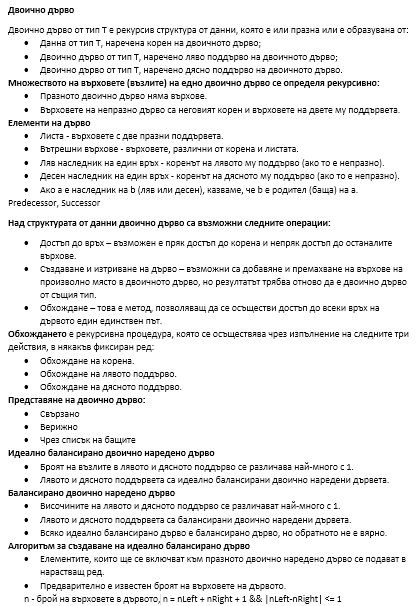 Двоично дърво
Двоично дърво от тип Т е рекурсив структура от данни, която е или празна или е образувана от:
• Данна от тип Т, наречена корен на двоичното дърво;
• Двоично дърво от тип Т, наречено ляво поддърво на двоичното дърво;
• Двоично дърво от тип Т, наречено дясно поддърво на двоичното дърво.
Множеството на върховете (възлите) на едно двоично дърво се определя рекурсивно:
• Празното двоично дърво няма върхове.
• Върховете на непразно дърво са неговият корен и върховете на двете му поддървета.
Елементи на дърво
• Листа - върховете с две празни поддървета.
• Вътрешни върхове - върховете, различни от корена и листата.
• Ляв наследник на един връх - коренът на лявото му поддърво (ако то е непразно).
• Десен наследник на един връх - коренът на дясното му поддърво (ако то е непразно).
• Ако a е наследник на b (ляв или десен), казваме, че b е родител (баща) на a.
Predecessor, Successor
Над структурата от данни двоично дърво са възможни следните операции:
• Достъп до връх – възможен е пряк достъп до корена и непряк достъп до останалите
върхове.
• Създаване и изтриване на дърво – възможни са добавяне и премахване на върхове на
произволно място в двоичното дърво, но резултатът трябва отново да е двоично дърво
от същия тип.
• Обхождане – това е метод, позволяващ да се осъществи достъп до всеки връх на
дървото един единствен път.
Обхождането е рекурсивна процедура, която се осъществява чрез изпълнение на следните три
действия, в някакъв фиксиран ред:
• Обхождане на корена.
• Обхождане на лявото поддърво.
• Обхождане на дясното поддърво.
Представяне на двоично дърво:
• Свързано
• Верижно
• Чрез списък на бащите
Идеално балансирано двоично наредено дърво
• Броят на възлите в лявото и дясното поддърво се различава най-много с 1.
• Лявото и дясното поддърво са идеално балансирани двоични наредени дървета.
Балансирано двоично наредено дърво
• Височините на лявото и дясното поддърво се различават най-много с 1.
• Лявото и дясното поддърво са балансирани двоични наредени дървета.
• Всяко идеално балансирано дърво е балансирано дърво, но обратното не е вярно.
Алгоритъм за създаване на идеално балансирано дърво
• Елементите, които ще се включват към празното двоично наредено дърво се подават в
нарастващ ред.
• Предварително е известен броят на върховете на дървото.
n - брой на върховете в дървото, n = nLeft + nRight + 1 && |nLeft-nRight| <= 1